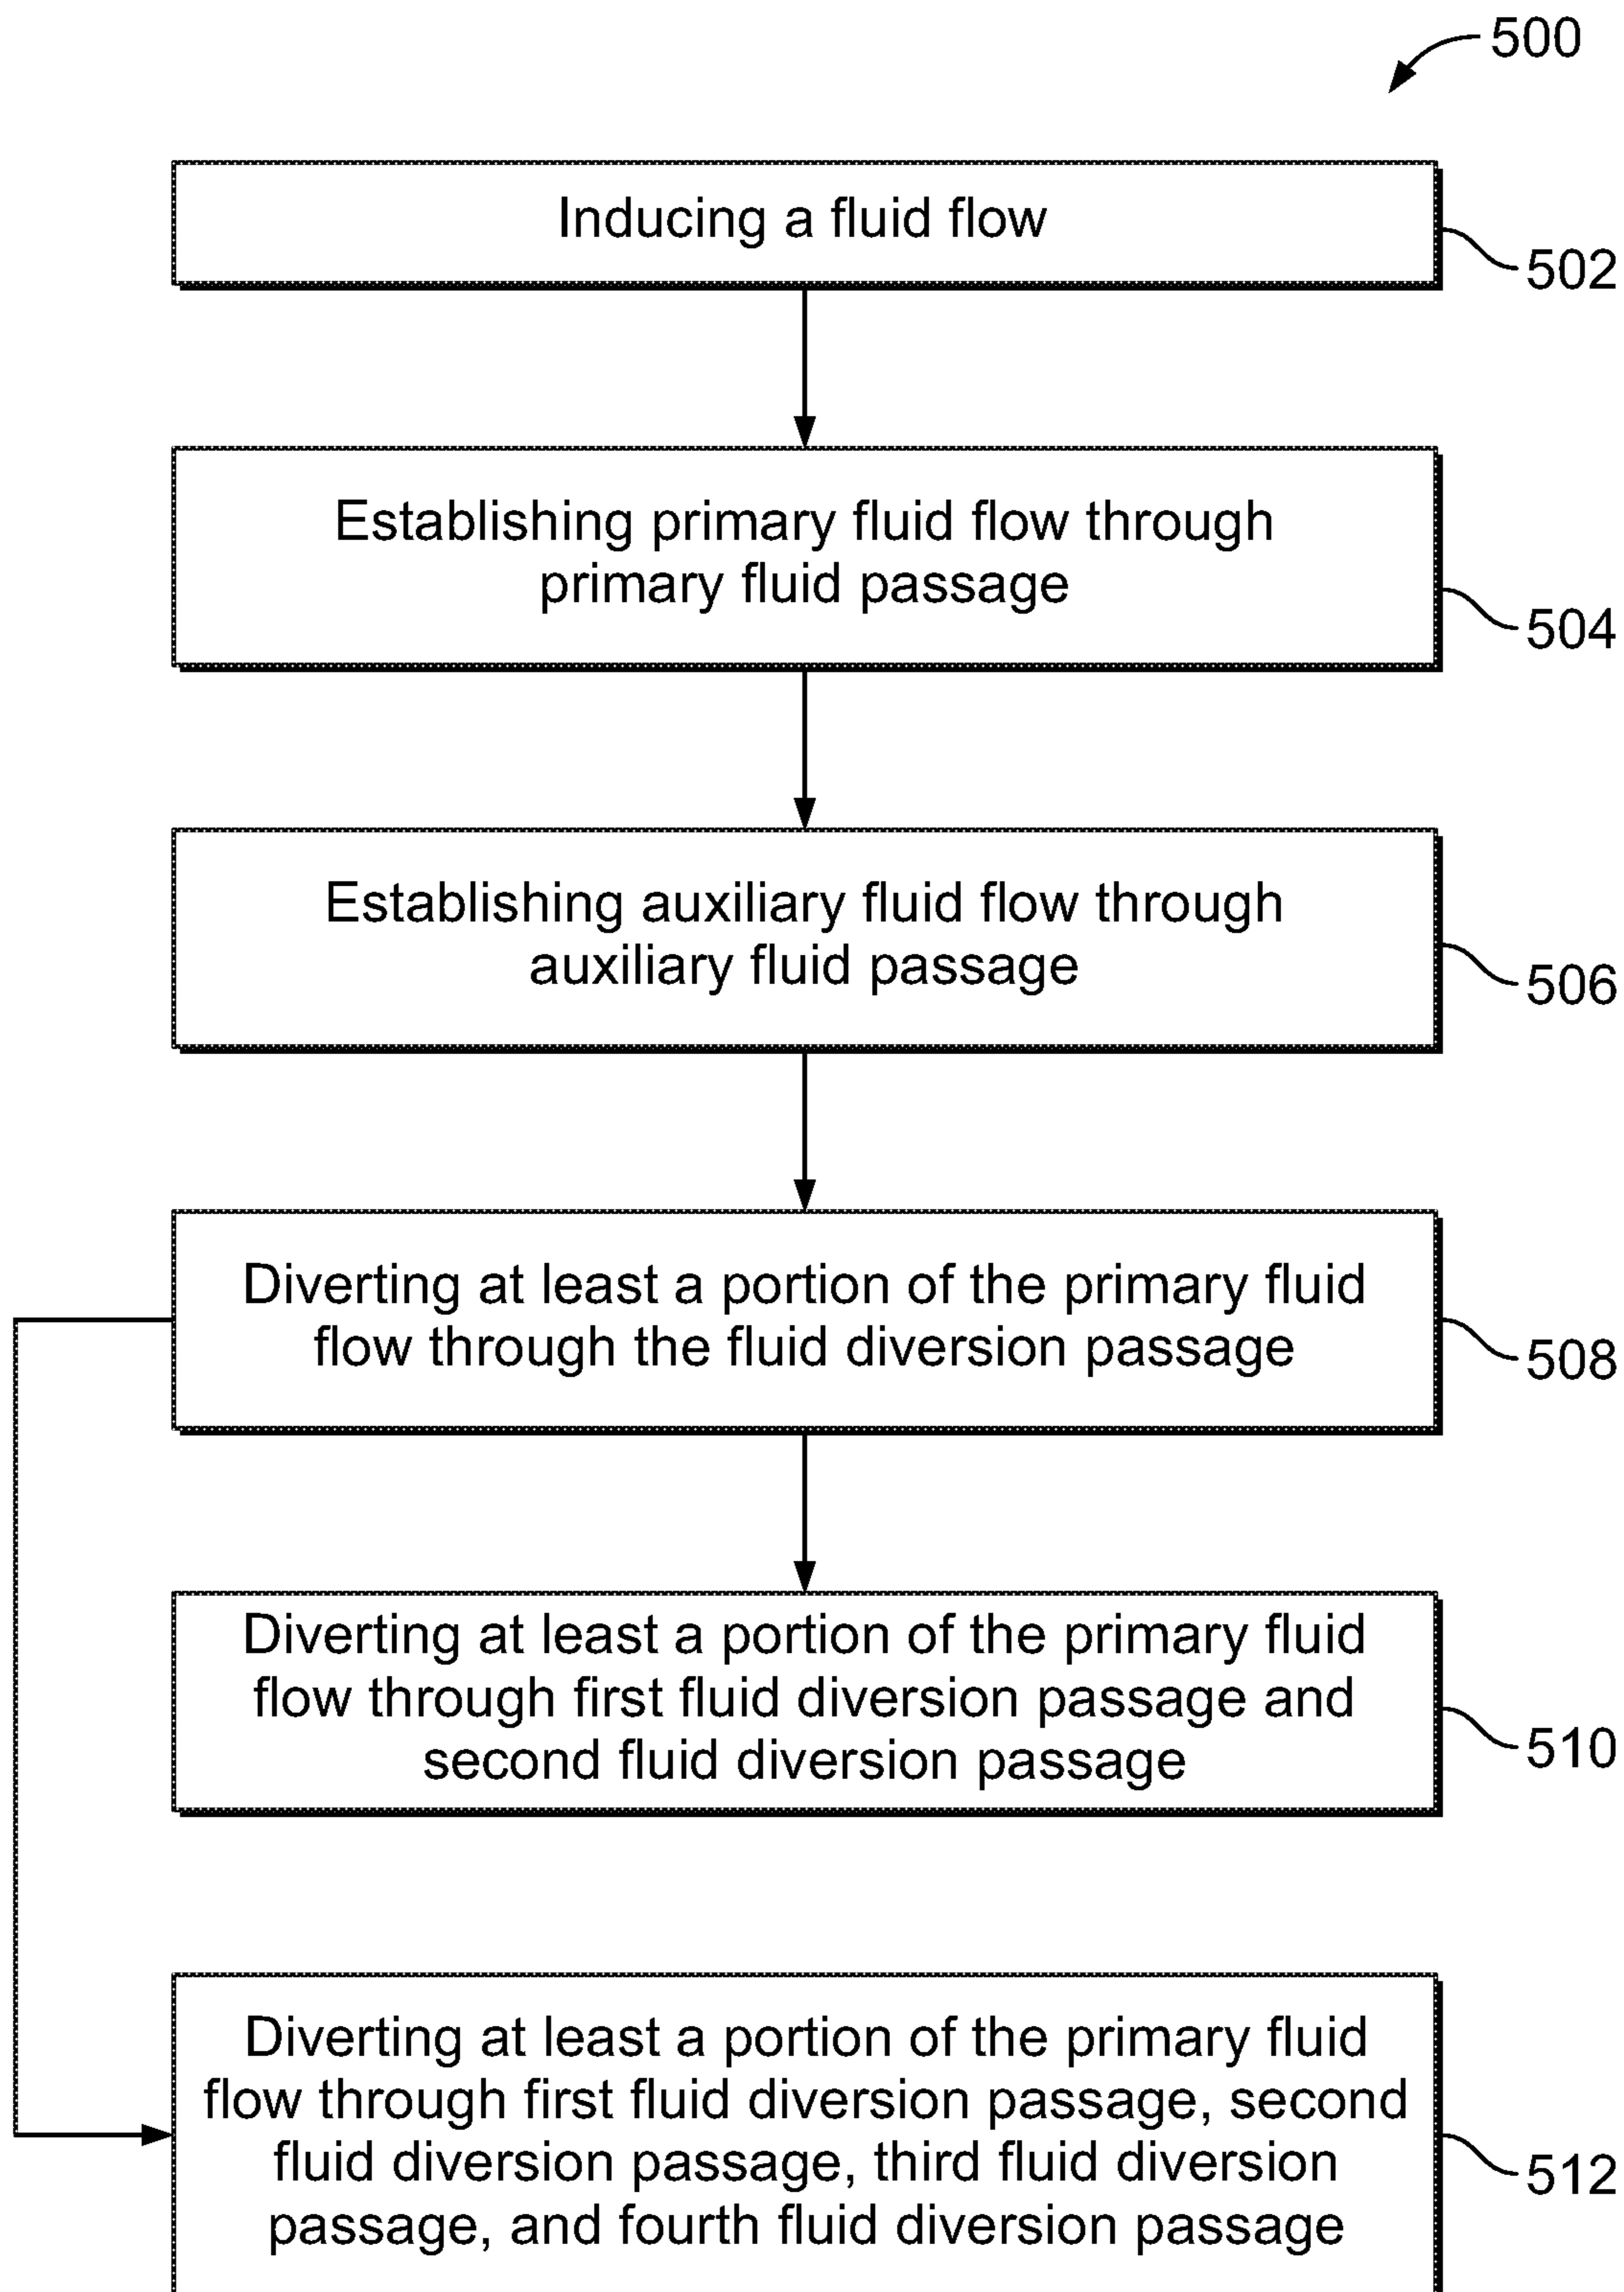 500
Inducing a fluid flow
502
Establishing primary fluid flow through
primary fluid passage
504
Establishing auxiliary fluid flow through
auxiliary fluid passage
506
Diverting at least a portion of the primary fluid
flow through the fluid diversion passage
508
Diverting at least a portion of the primary fluid
flow through first fluid diversion passage and
second fluid diversion passage
510
Diverting at least a portion of the primary fluid
flow through first fluid diversion passage, second
fluid diversion passage, third fluid diversion
passage, and fourth fluid diversion passage
512